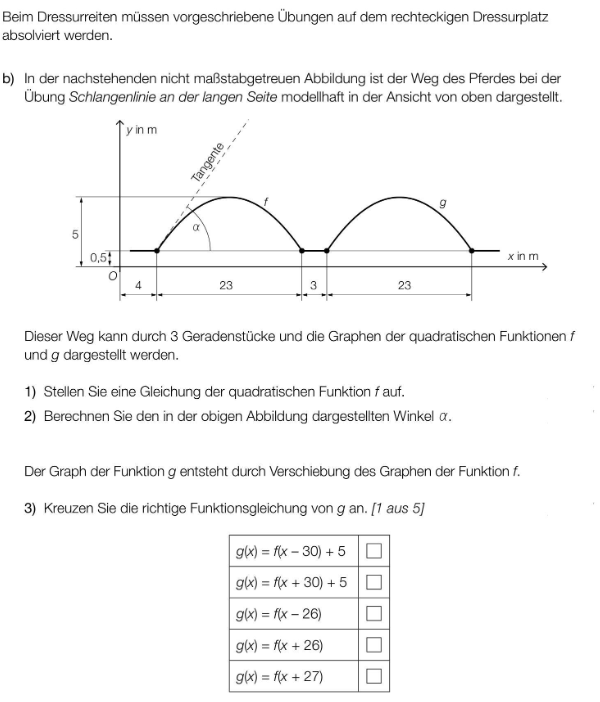 Beim Dressurreiten müssen vorgeschriebene Übungen auf dem rechteckigen Dressurplatz
absolviert werden.
b) In der nachstehenden nicht maßstabgetreuen Abbildung ist der Weg des Pferdes bei der
Übung Schlangenlinie an der langen Seite modellhaft in der Ansicht von oben dargestellt.
y in m
Tangente
f
g
α
5
0,5
x in m
O
4
23
3
23
Dieser Weg kann durch 3 Geradenstücke und die Graphen der quadratischen Funktionen f
und g dargestellt werden.
1) Stellen Sie eine Gleichung der quadratischen Funktion f auf.
2) Berechnen Sie den in der obigen Abbildung dargestellten Winkel α.
Der Graph der Funktion g entsteht durch Verschiebung des Graphen der Funktion f.
3) Kreuzen Sie die richtige Funktionsgleichung von g an. [1 aus 5]
g(x) = f(x – 30) + 5
g(x) = f(x + 30) + 5
g(x) = f(x – 26)
g(x) = f(x + 26)
g(x) = f(x + 27)